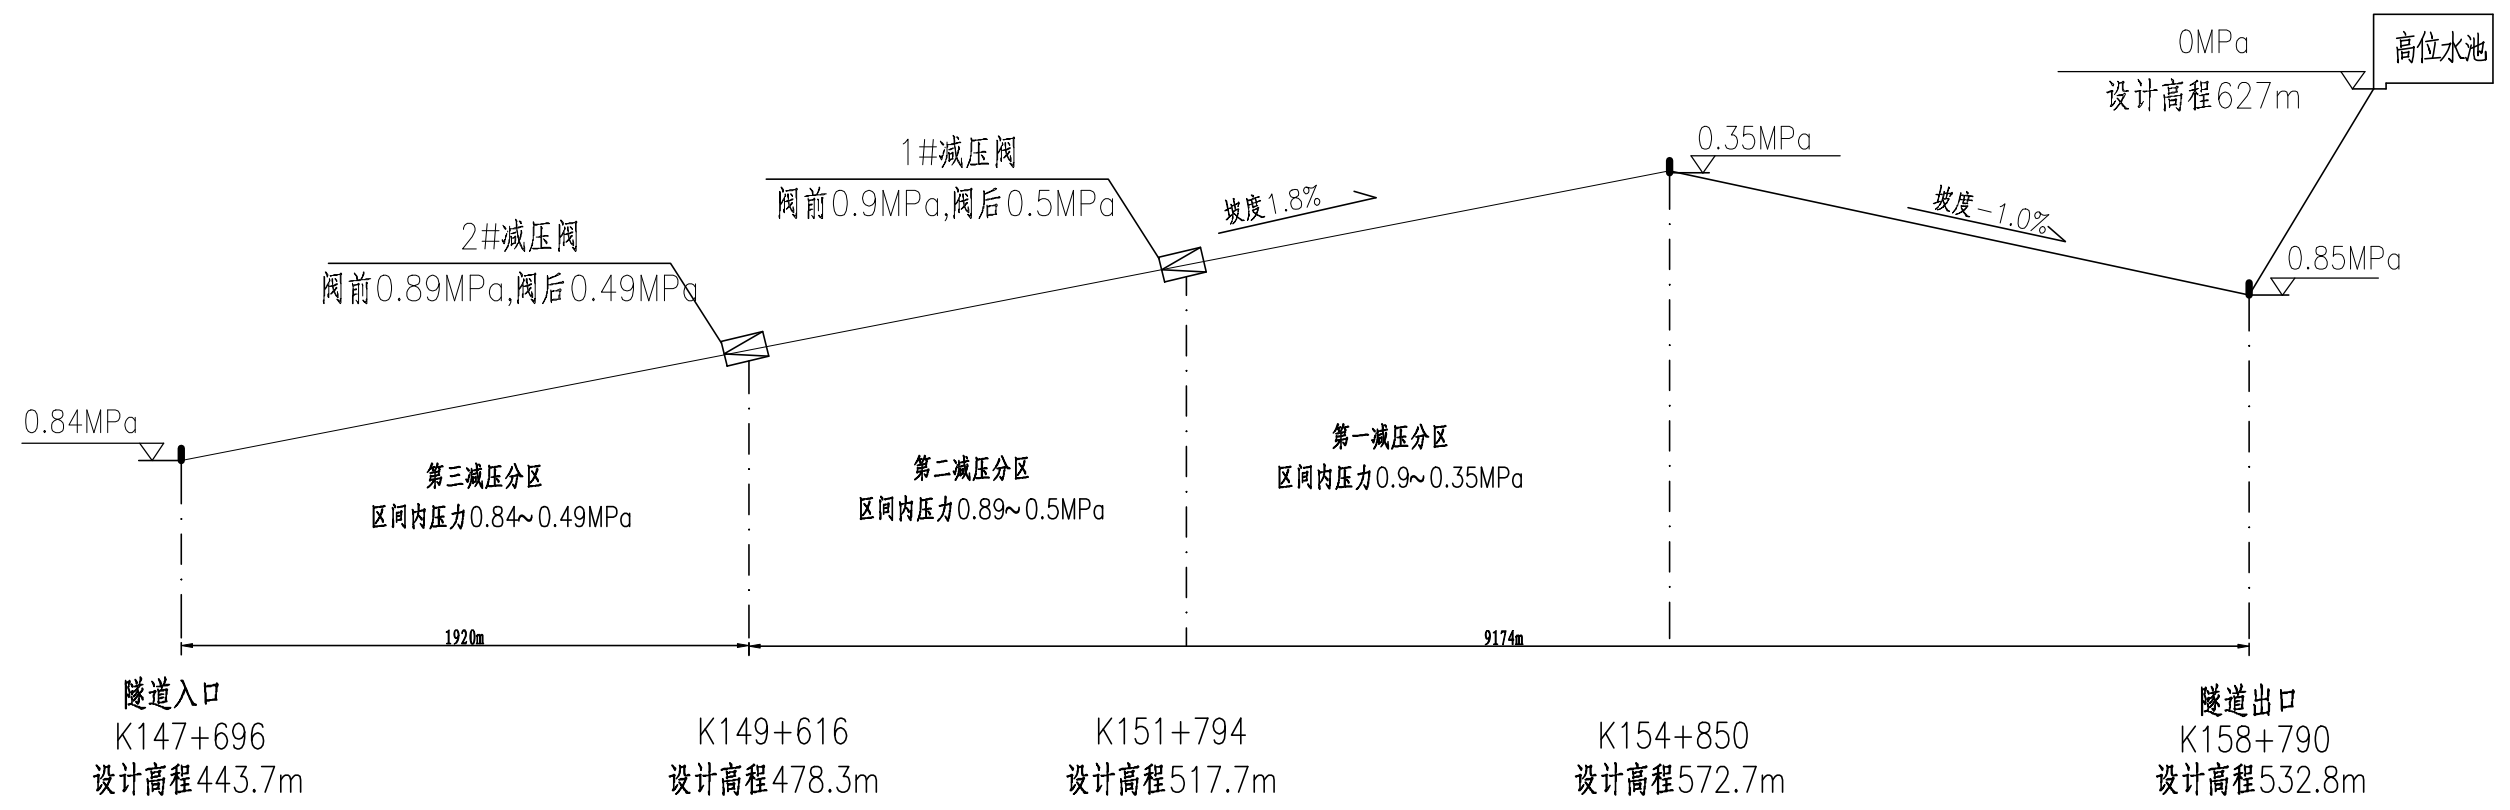 高位水池
0MPa
设计高程627m
0.35MPa
1#减压阀
阀前0.9MPa,阀后0.5MPa
坡度1.8%
坡度-1.0%
2#减压阀
阀前0.89MPa,阀后0.49MPa
0.85MPa
0.84MPa
第三减压分区
区间内压力0.84~0.49MPa
第二减压分区
区间内压力0.89~0.5MPa
第一减压分区
区间内压力0.9~0.35MPa
1920m
9174m
隧道入口
K147+696
设计高程443.7m
K149+616
设计高程478.3m
K151+794
设计高程517.7m
K154+850
设计高程572.7m
隧道出口
K158+790
设计高程532.8m